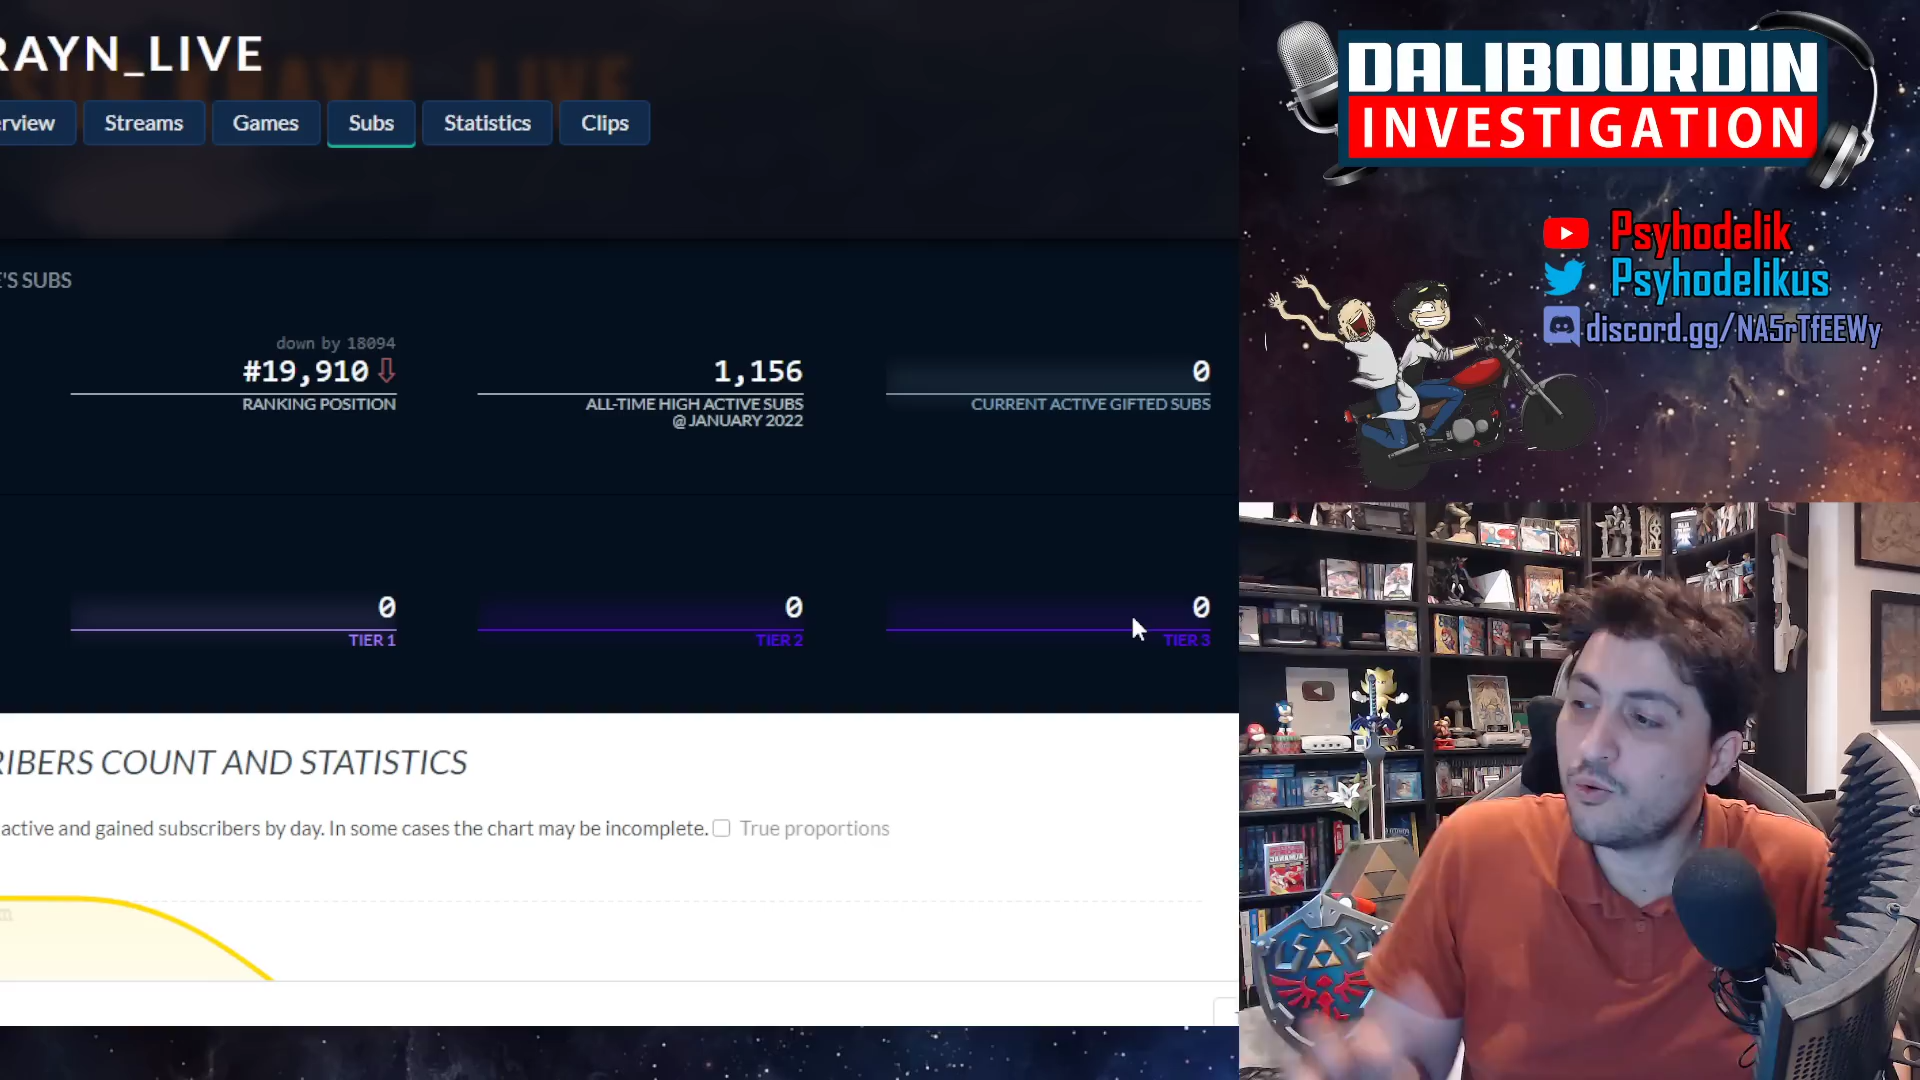 RAYN_LIVE
rview
Streams
Games
Subs
Statistics
Clips
E'S SUBS
down by 18094
#19,910
RANKING POSITION
1,156
ALL-TIME HIGH ACTIVE SUBS
@ JANUARY 2022
0
CURRENT ACTIVE GIFTED SUBS
0
TIER 1
0
TIER 2
0
TIER 3
RIBERS COUNT AND STATISTICS
active and gained subscribers by day. In some cases the chart may be incomplete.
True proportions
DALIBOURDIN
INVESTIGATION
Psyhodelik
Psyhodelikus
discord.gg/NA5rTfEEWy